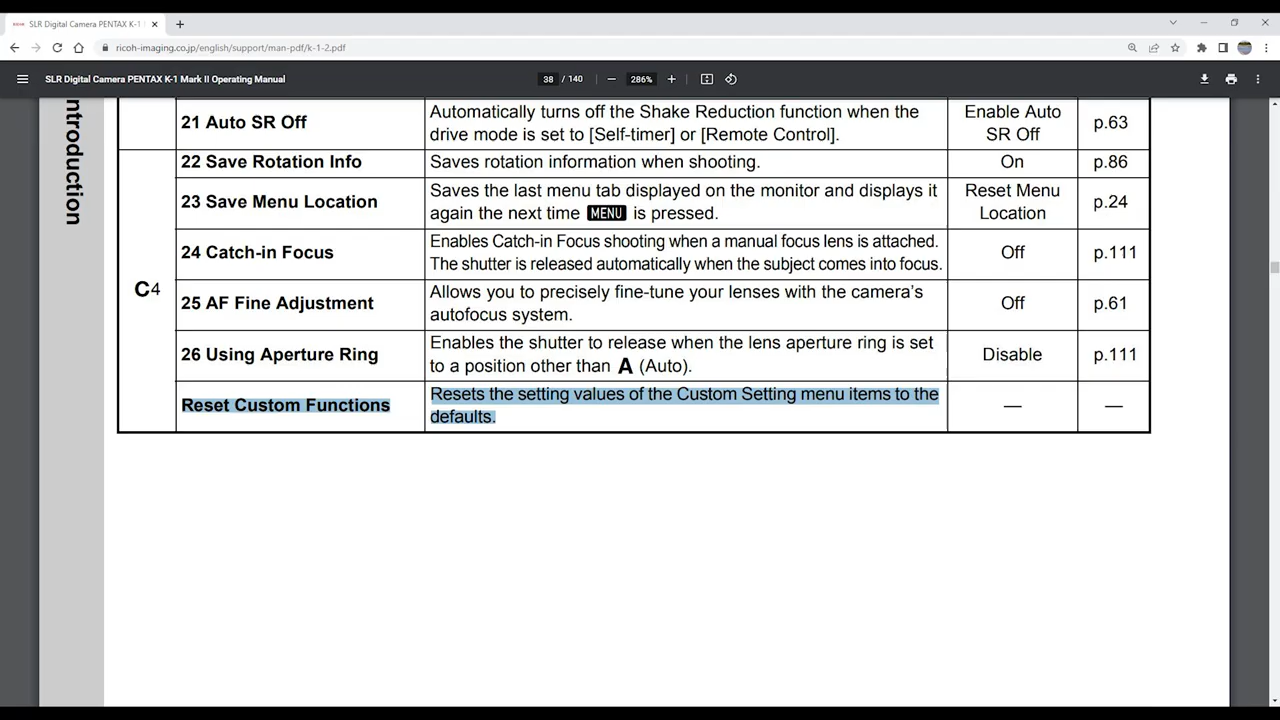 SLR Digital Camera PENTAX K-1
ricoh-imaging.co.jp/english/support/man-pdf/k-1-2.pdf
SLR Digital Camera PENTAX K-1 Mark II Operating Manual
38 / 140
286%
Introduction
21 Auto SR Off
Automatically turns off the Shake Reduction function when the
drive mode is set to [Self-timer] or [Remote Control].
Enable Auto
SR Off
p.63
C4
22 Save Rotation Info
Saves rotation information when shooting.
On
p.86
23 Save Menu Location
Saves the last menu tab displayed on the monitor and displays it
again the next time MENU is pressed.
Reset Menu
Location
p.24
24 Catch-in Focus
Enables Catch-in Focus shooting when a manual focus lens is attached.
The shutter is released automatically when the subject comes into focus.
Off
p.111
25 AF Fine Adjustment
Allows you to precisely fine-tune your lenses with the camera's
autofocus system.
Off
p.61
26 Using Aperture Ring
Enables the shutter to release when the lens aperture ring is set
to a position other than A (Auto).
Disable
p.111
Reset Custom Functions
Resets the setting values of the Custom Setting menu items to the
defaults.
—
—